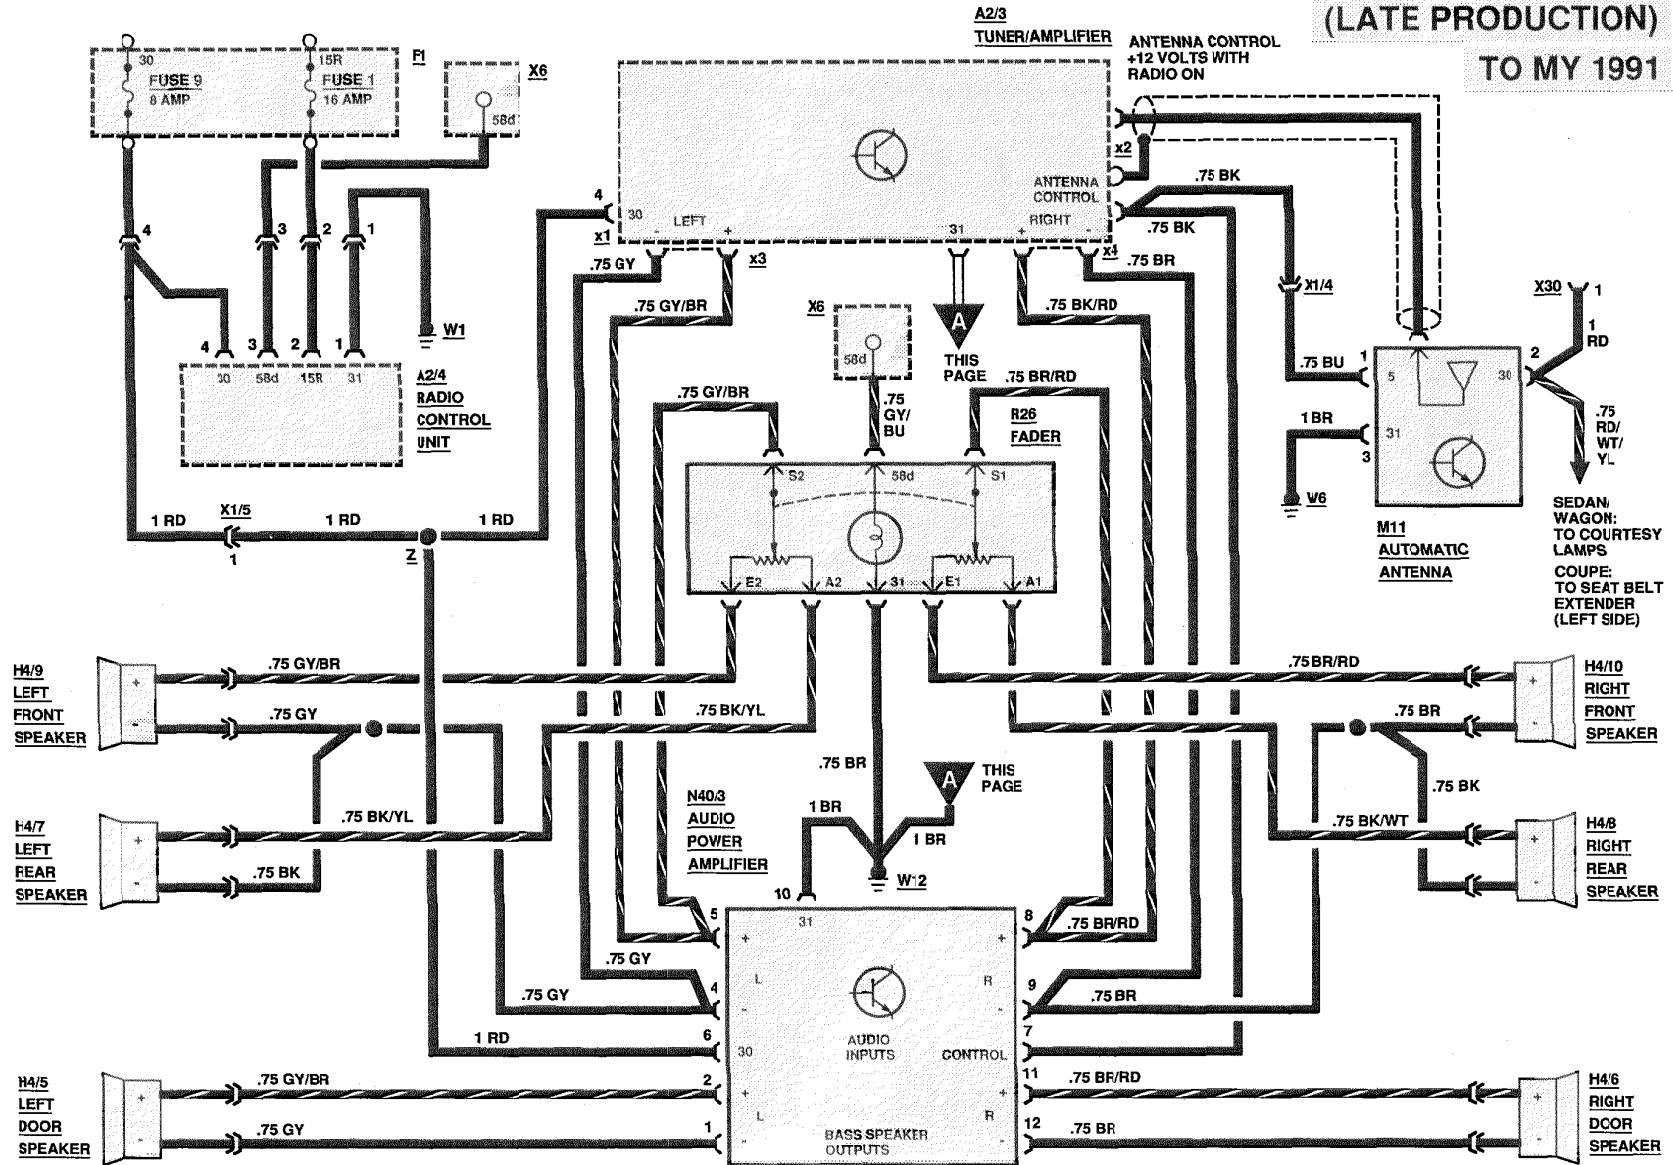 (LATE PRODUCTION)
TO MY 1991
A2/3
TUNER/AMPLIFIER
ANTENNA CONTROL
+12 VOLTS WITH
RADIO ON
30
FUSE 9
8 AMP
15R
FUSE 1
16 AMP
F1
X6
58d
4
3
2
1
W1
4
3
2
1
30
58d
15R
31
A2/4
RADIO
CONTROL
UNIT
4
30
x1
LEFT
-
+
x3
31
ANTENNA
CONTROL
RIGHT
+
-
x4
x2
.75 BK
.75 BK
.75 GY
.75 GY/BR
.75 BR
.75 BK/RD
A
THIS
PAGE
X6
58d
.75
GY/
BU
.75 GY/BR
.75 BR/RD
R26
FADER
S2
58d
S1
E2
A2
31
E1
A1
X1/4
.75 BU
1
5
1 BR
31
3
W6
X30
1
1
RD
2
30
.75
RD/
WT/
YL
M11
AUTOMATIC
ANTENNA
SEDAN/
WAGON:
TO COURTESY
LAMPS
COUPE:
TO SEAT BELT
EXTENDER
(LEFT SIDE)
1 RD
X1/5
1
1 RD
Z
1 RD
H4/9
LEFT
FRONT
SPEAKER
+
-
.75 GY/BR
.75 GY
.75 BK/YL
.75 BR/RD
.75 BR
+
-
H4/10
RIGHT
FRONT
SPEAKER
H4/7
LEFT
REAR
SPEAKER
+
-
.75 BK/YL
.75 BK
.75 BR
A
THIS
PAGE
1 BR
1 BR
W12
N40/3
AUDIO
POWER
AMPLIFIER
10
31
.75 BK
.75 BK/WT
+
-
H4/8
RIGHT
REAR
SPEAKER
5
+
L
.75 GY
4
-
.75 GY
6
30
1 RD
AUDIO
INPUTS
8
+
.75 BR/RD
R
9
-
.75 BR
7
CONTROL
H4/5
LEFT
DOOR
SPEAKER
+
-
.75 GY/BR
2
+
L
.75 GY
1
-
BASS SPEAKER
OUTPUTS
11
+
.75 BR/RD
R
12
-
.75 BR
+
-
H4/6
RIGHT
DOOR
SPEAKER